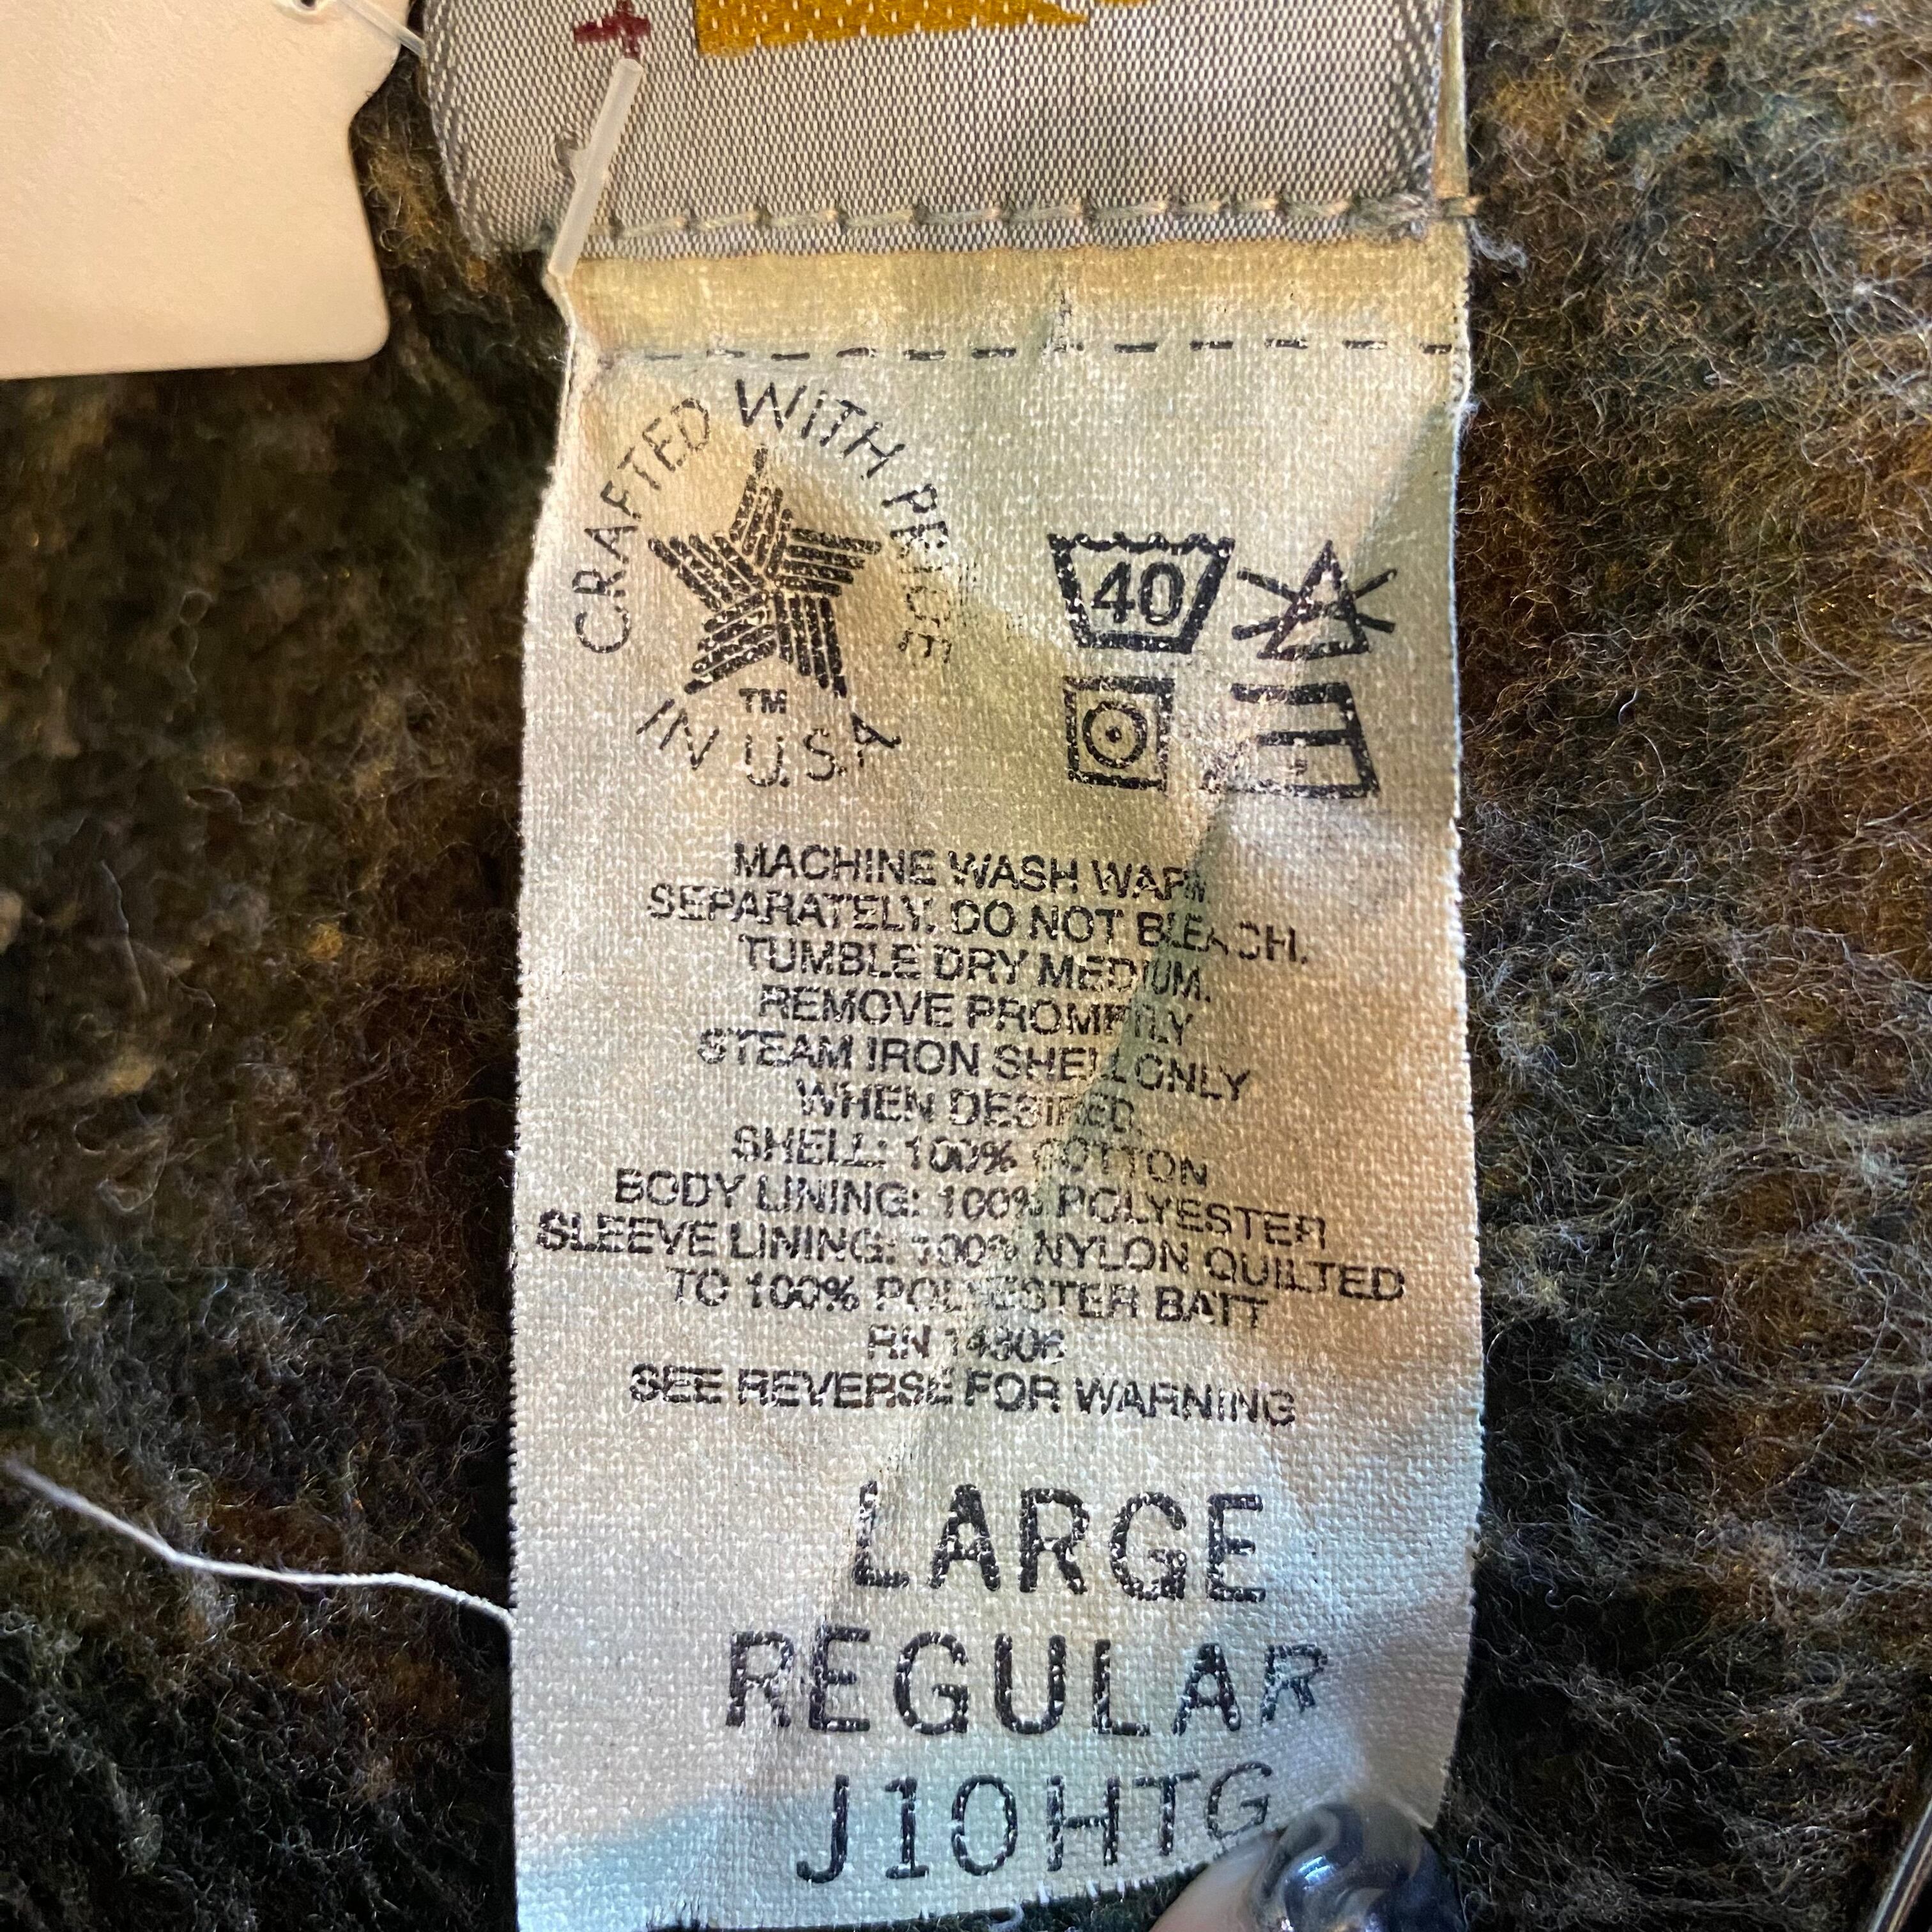 CRAFTED WITH PRIDE
IN U.S.A
TM
40
MACHINE WASH WARM
SEPARATELY. DO NOT BLEACH.
TUMBLE DRY MEDIUM.
REMOVE PROMPTLY
STEAM IRON SHELL ONLY
WHEN DESIRED.
SHELL: 100% COTTON
BODY LINING: 100% POLYESTER
SLEEVE LINING: 100% NYLON QUILTED
TO 100% POLYESTER BATT
RN 14806
SEE REVERSE FOR WARNING
LARGE
REGULAR
J10HTG